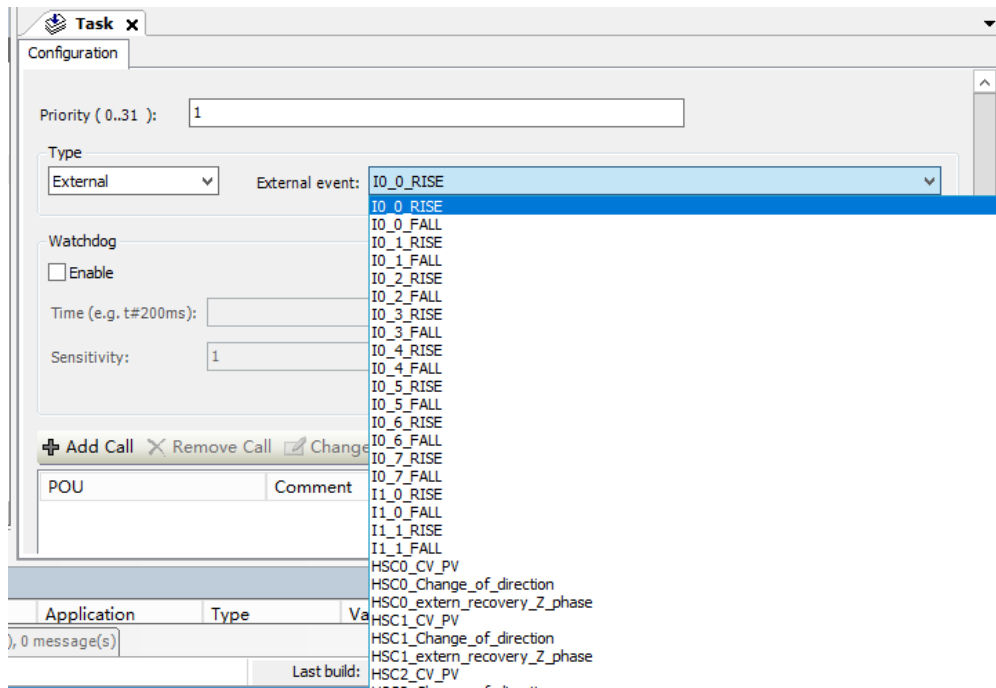 Task
Configuration
Priority ( 0..31 ): 1
Type
External External event: I0_0_RISE
I0_0_RISE
I0_0_FALL
I0_1_RISE
I0_1_FALL
I0_2_RISE
I0_2_FALL
I0_3_RISE
I0_3_FALL
I0_4_RISE
I0_4_FALL
I0_5_RISE
I0_5_FALL
I0_6_RISE
I0_6_FALL
I0_7_RISE
I0_7_FALL
I1_0_RISE
I1_0_FALL
I1_1_RISE
I1_1_FALL
HSC0_CV_PV
HSC0_Change_of_direction
HSC0_extern_recovery_Z_phase
HSC1_CV_PV
HSC1_Change_of_direction
HSC1_extern_recovery_Z_phase
HSC2_CV_PV
Watchdog
Enable
Time (e.g. t#200ms):
Sensitivity: 1
Add Call Remove Call Change
POU Comment
Application Type Va
), 0 message(s)
Last build: